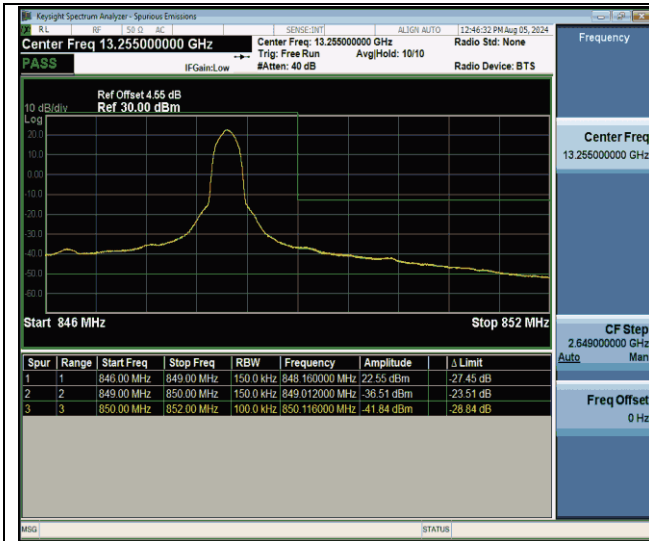 Keysight Spectrum Analyzer - Spurious Emissions
RL RF 50 Ω AC SENSE:INT ALIGN AUTO 12:46:32 PM Aug 05, 2024
Center Freq 13.255000000 GHz Center Freq: 13.255000000 GHz Radio Std: None
Trig: Free Run Avg|Hold: 10/10
PASS IFGain:Low #Atten: 40 dB Radio Device: BTS
Ref Offset 4.55 dB
10 dB/div Ref 30.00 dBm
Log
20.0
10.0
0.00
-10.0
-20.0
-30.0
-40.0
-50.0
-60.0
Start 846 MHz Stop 852 MHz
Spur Range Start Freq Stop Freq RBW Frequency Amplitude Δ Limit
1 1 846.00 MHz 849.00 MHz 150.0 kHz 848.160000 MHz 22.55 dBm -27.45 dB
2 2 849.00 MHz 850.00 MHz 150.0 kHz 849.012000 MHz -36.51 dBm -23.51 dB
3 3 850.00 MHz 852.00 MHz 100.0 kHz 850.116000 MHz -41.84 dBm -28.84 dB
MSG STATUS
Frequency
Center Freq
13.255000000 GHz
CF Step
2.649000000 GHz
Auto Man
Freq Offset
0 Hz